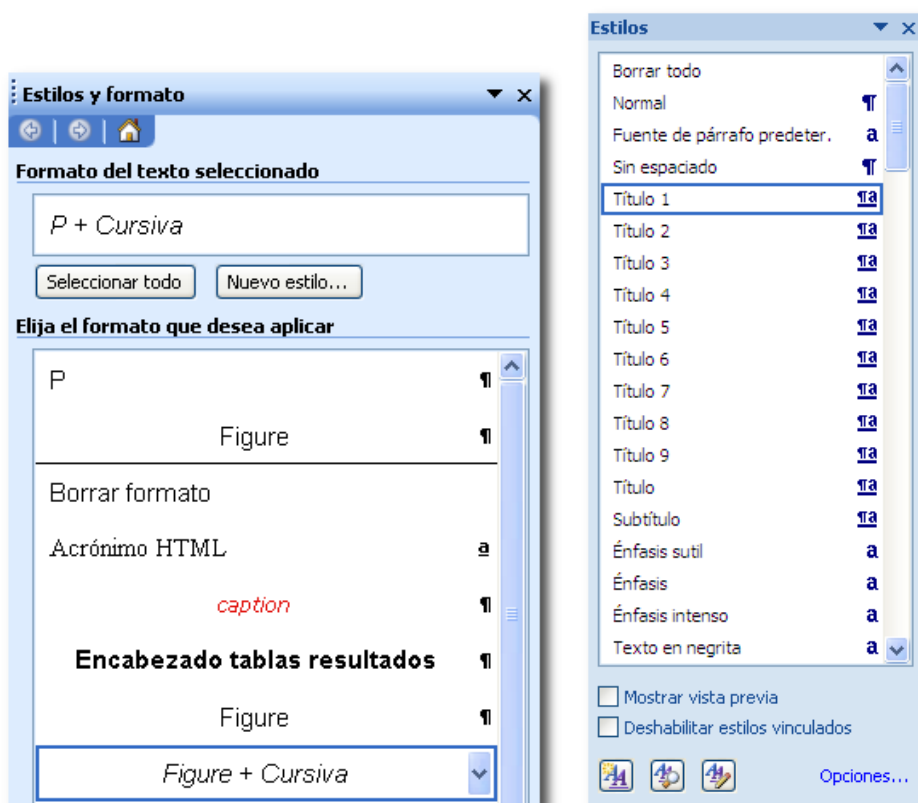 Estilos y formato
Formato del texto seleccionado
P + Cursiva
Seleccionar todo
Nuevo estilo...
Elija el formato que desea aplicar
P ¶
Figure ¶
Borrar formato
Acrónimo HTML a
caption ¶
Encabezado tablas resultados ¶
Figure ¶
Figure + Cursiva
Estilos
Borrar todo
Normal ¶
Fuente de párrafo predeter. a
Sin espaciado ¶
Título 1 ¶a
Título 2 ¶a
Título 3 ¶a
Título 4 ¶a
Título 5 ¶a
Título 6 ¶a
Título 7 ¶a
Título 8 ¶a
Título 9 ¶a
Título ¶a
Subtítulo ¶a
Énfasis sutil a
Énfasis a
Énfasis intenso a
Texto en negrita a
Mostrar vista previa
Deshabilitar estilos vinculados
Opciones...